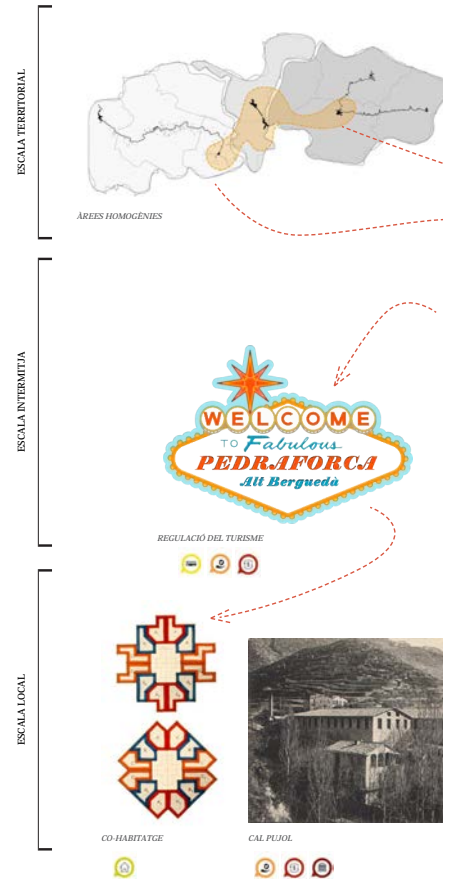 ESCALA TERRITORIAL
ÀREES HOMOGÈNIES
ESCALA INTERMITJA
WELCOME
TO Fabulous
PEDRAFORCA
Alt Berguedà
REGULACIÓ DEL TURISME
ESCALA LOCAL
CO-HABITATGE
CAL PUJOL